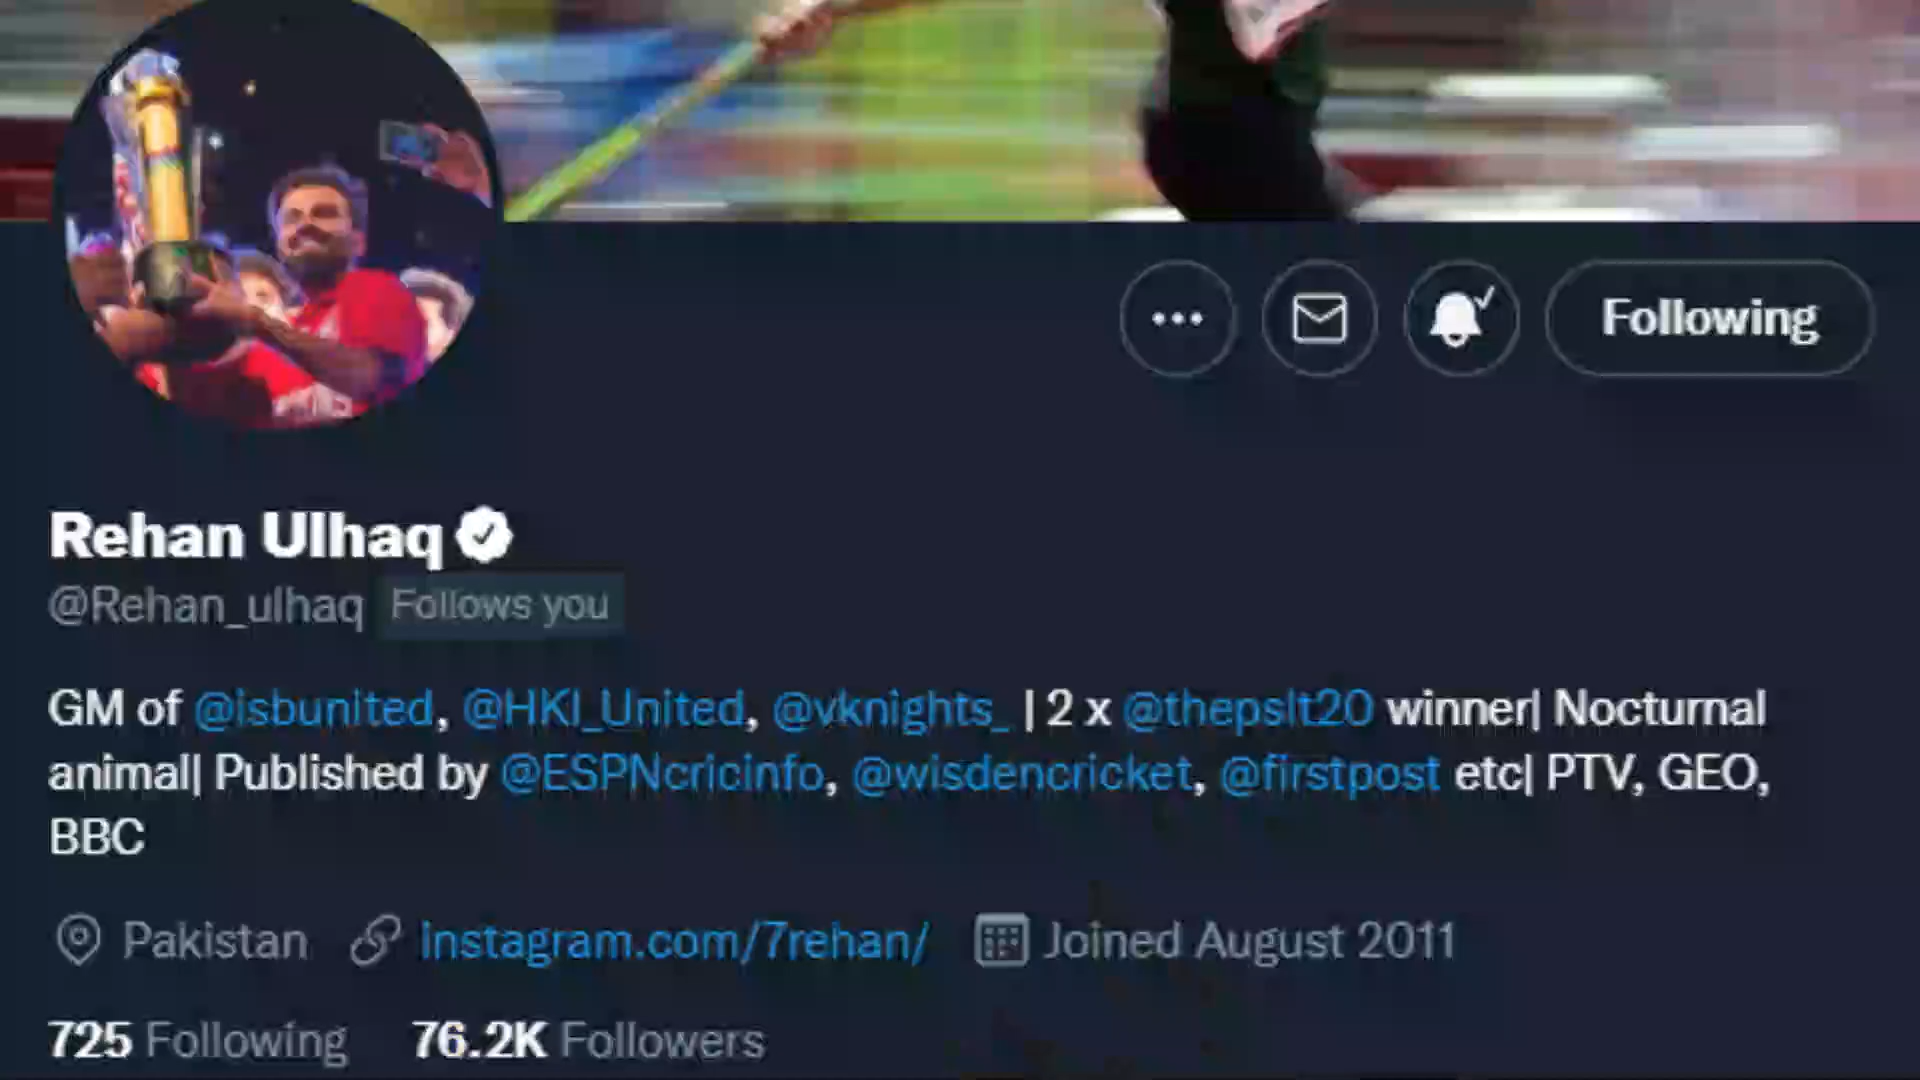 Following
Rehan Ulhaq
@Rehan_ulhaq Follows you
GM of @isbunited, @HKI_United, @vknights_ | 2 x @thepslt20 winner| Nocturnal
animal| Published by @ESPNcricinfo, @wisdencricket, @firstpost etc| PTV, GEO,
BBC
Pakistan instagram.com/7rehan/ Joined August 2011
725 Following 76.2K Followers